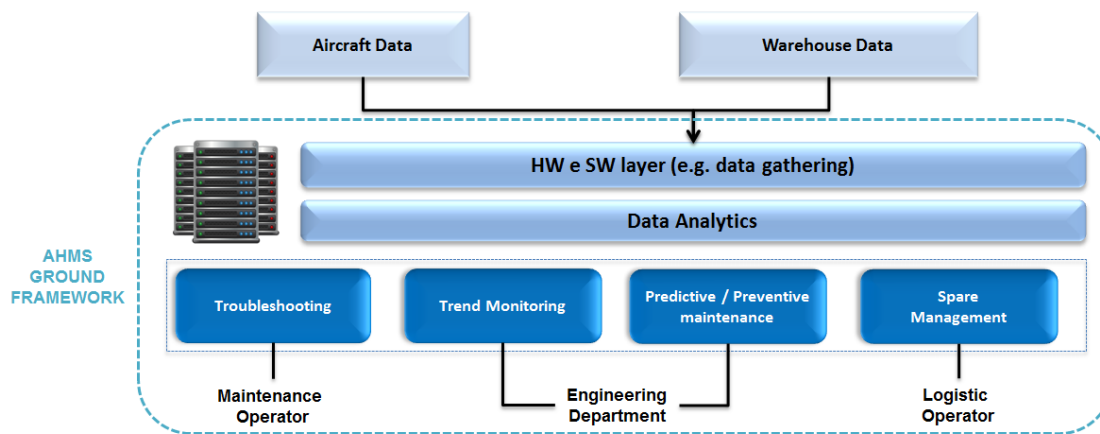 Aircraft Data
Warehouse Data
HW e SW layer (e.g. data gathering)
Data Analytics
AHMS
GROUND
FRAMEWORK
Troubleshooting
Trend Monitoring
Predictive / Preventive
maintenance
Spare
Management
Maintenance
Operator
Engineering
Department
Logistic
Operator